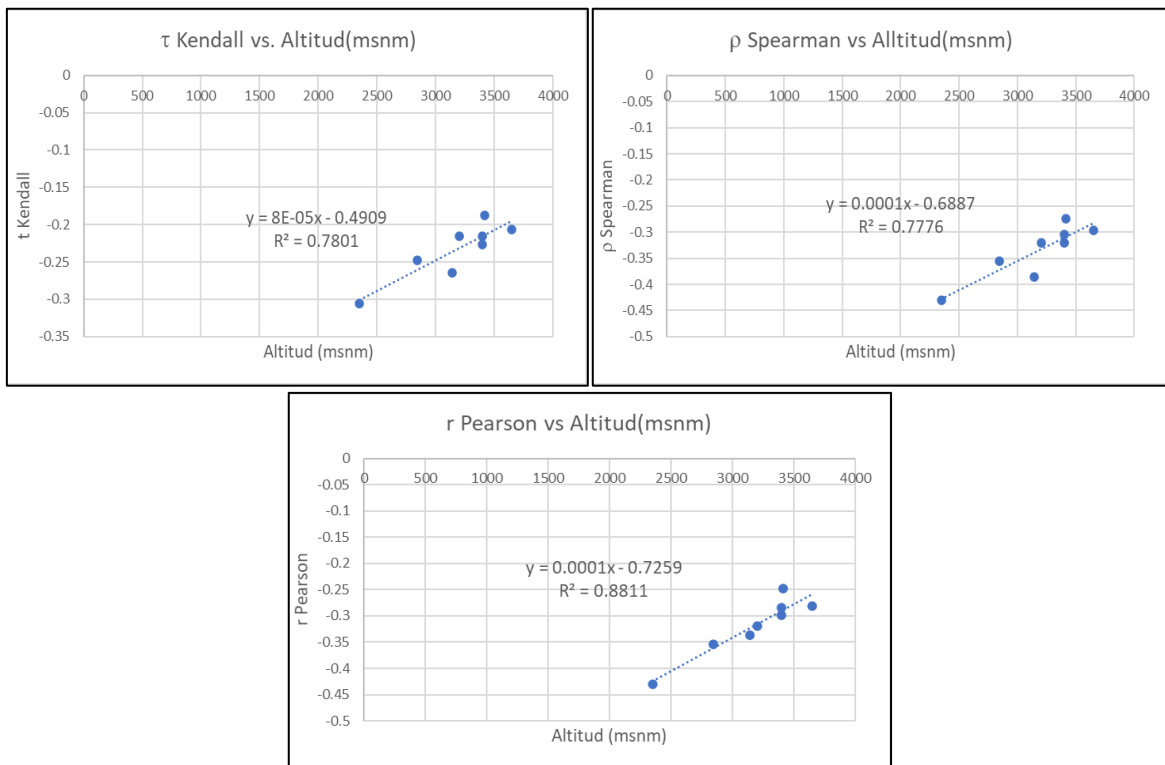 τ Kendall vs. Altitud(msnm)
0
0 500 1000 1500 2000 2500 3000 3500 4000
-0.05
-0.1
-0.15
-0.2
-0.25
-0.3
-0.35
t Kendall
y = 8E-05x - 0.4909
R² = 0.7801
Altitud (msnm)
ρ Spearman vs Alltitud(msnm)
0
0 500 1000 1500 2000 2500 3000 3500 4000
-0.05
-0.1
-0.15
-0.2
-0.25
-0.3
-0.35
-0.4
-0.45
-0.5
ρ Spearman
y = 0.0001x - 0.6887
R² = 0.7776
Altitud (msnm)
r Pearson vs Altitud(msnm)
0
0 500 1000 1500 2000 2500 3000 3500 4000
-0.05
-0.1
-0.15
-0.2
-0.25
-0.3
-0.35
-0.4
-0.45
-0.5
r Pearson
y = 0.0001x - 0.7259
R² = 0.8811
Altitud (msnm)